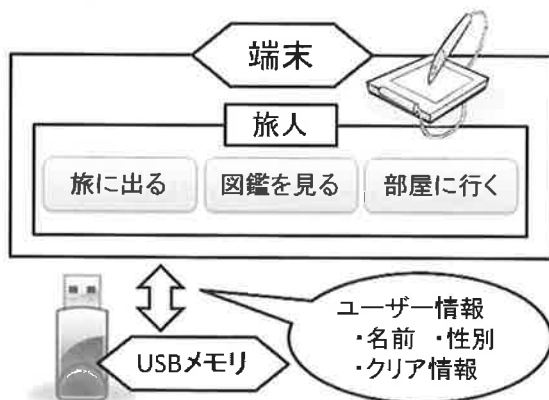 端末
旅人
旅に出る 図鑑を見る 部屋に行く
ユーザー情報
・名前 ・性別
・クリア情報
USBメモリ